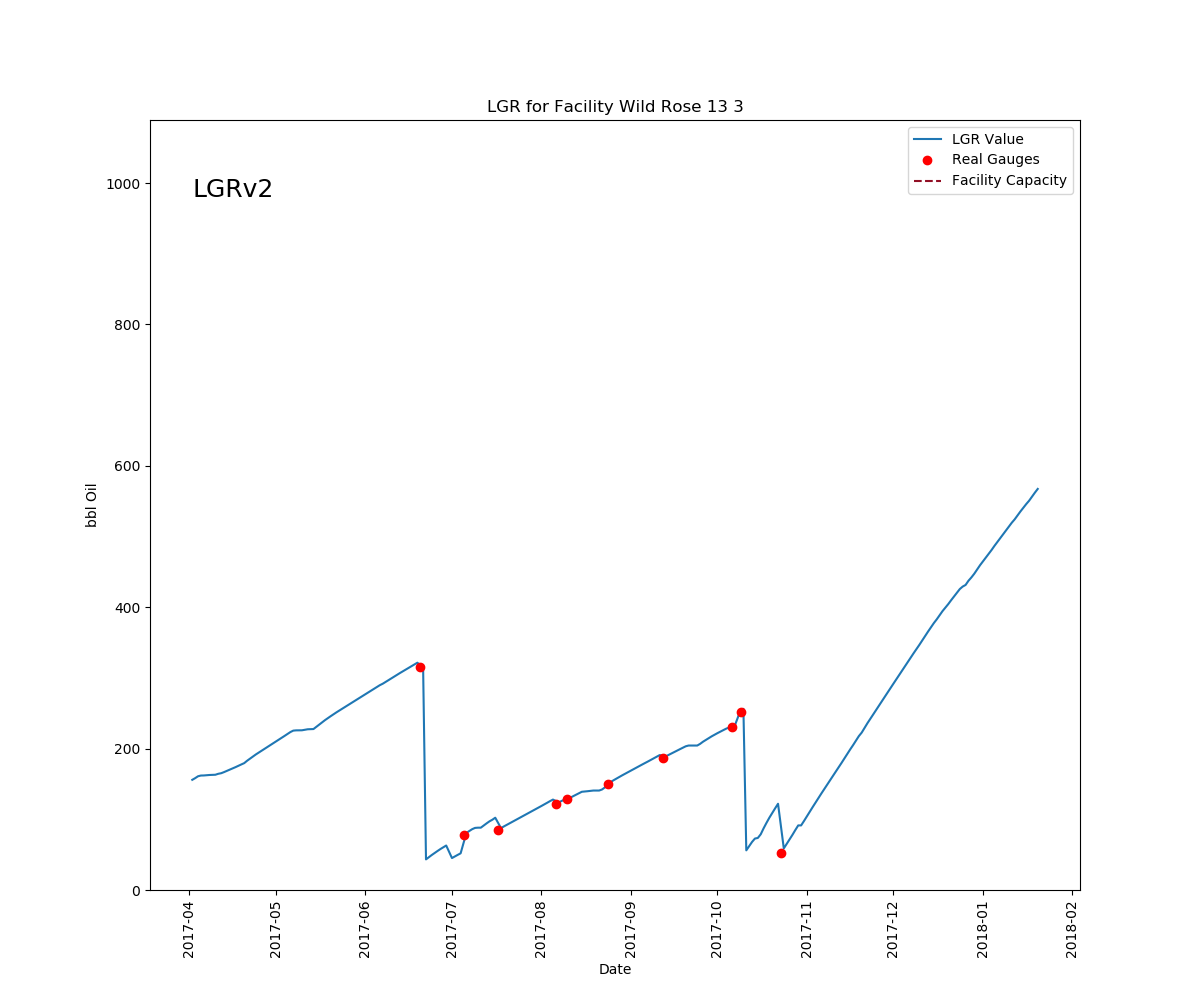 LGR for Facility Wild Rose 13 3
LGRv2
LGR Value
Real Gauges
Facility Capacity
1000
800
600
400
200
0
bbl Oil
2017-04
2017-05
2017-06
2017-07
2017-08
2017-09
2017-10
2017-11
2017-12
2018-01
2018-02
Date